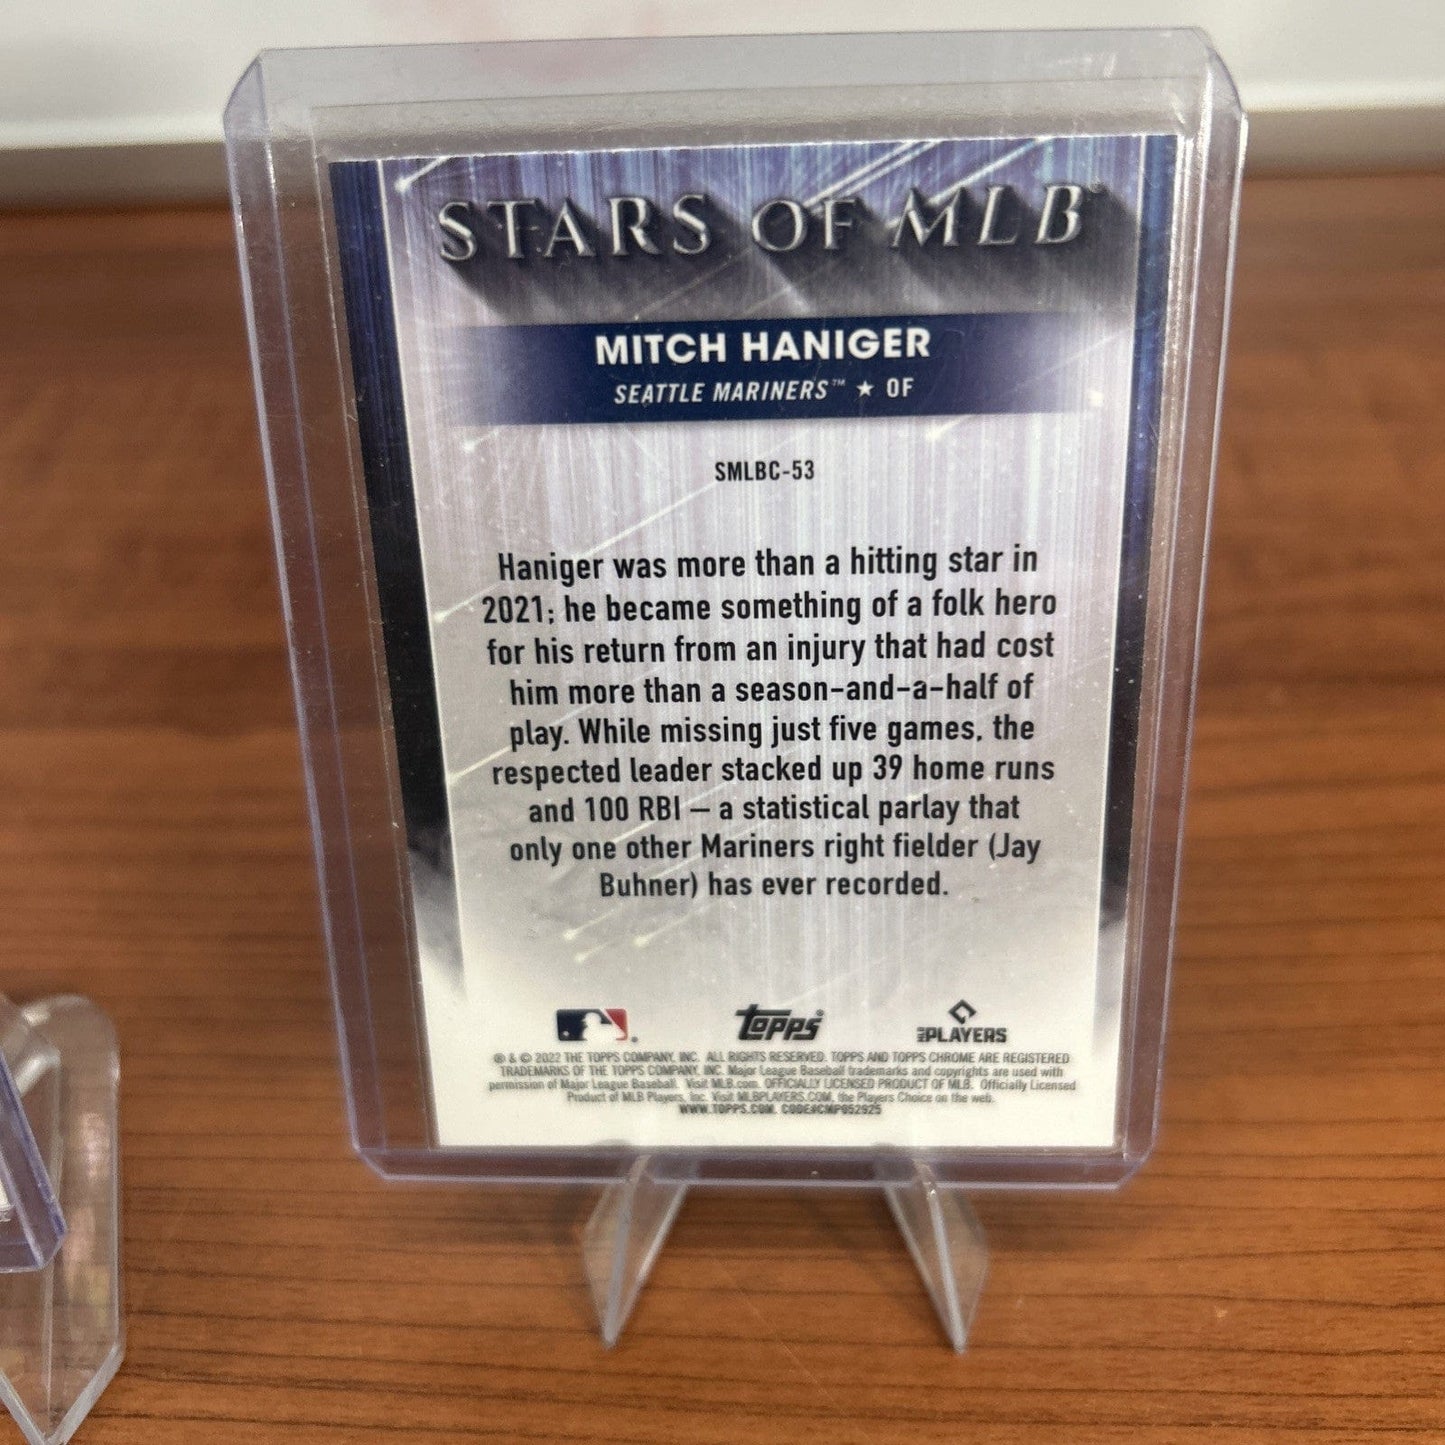 STARS OF MLB
MITCH HANIGER
SEATTLE MARINERS™ ★ OF
SMLBC-53
Haniger was more than a hitting star in
2021; he became something of a folk hero
for his return from an injury that had cost
him more than a season-and-a-half of
play. While missing just five games, the
respected leader stacked up 39 home runs
and 100 RBI — a statistical parlay that
only one other Mariners right fielder (Jay
Buhner) has ever recorded.
topps PLAYERS
® & © 2022 THE TOPPS COMPANY, INC. ALL RIGHTS RESERVED. TOPPS AND TOPPS CHROME ARE REGISTERED
TRADEMARKS OF THE TOPPS COMPANY, INC. Major League Baseball trademarks and copyrights are used with
permission of Major League Baseball. Visit MLB.com. OFFICIALLY LICENSED PRODUCT OF MLB. Officially Licensed
Product of MLB Players, Inc. Visit MLBPLAYERS.COM, the Players Choice on the web.
WWW.TOPPS.COM. CODE#CMP052925